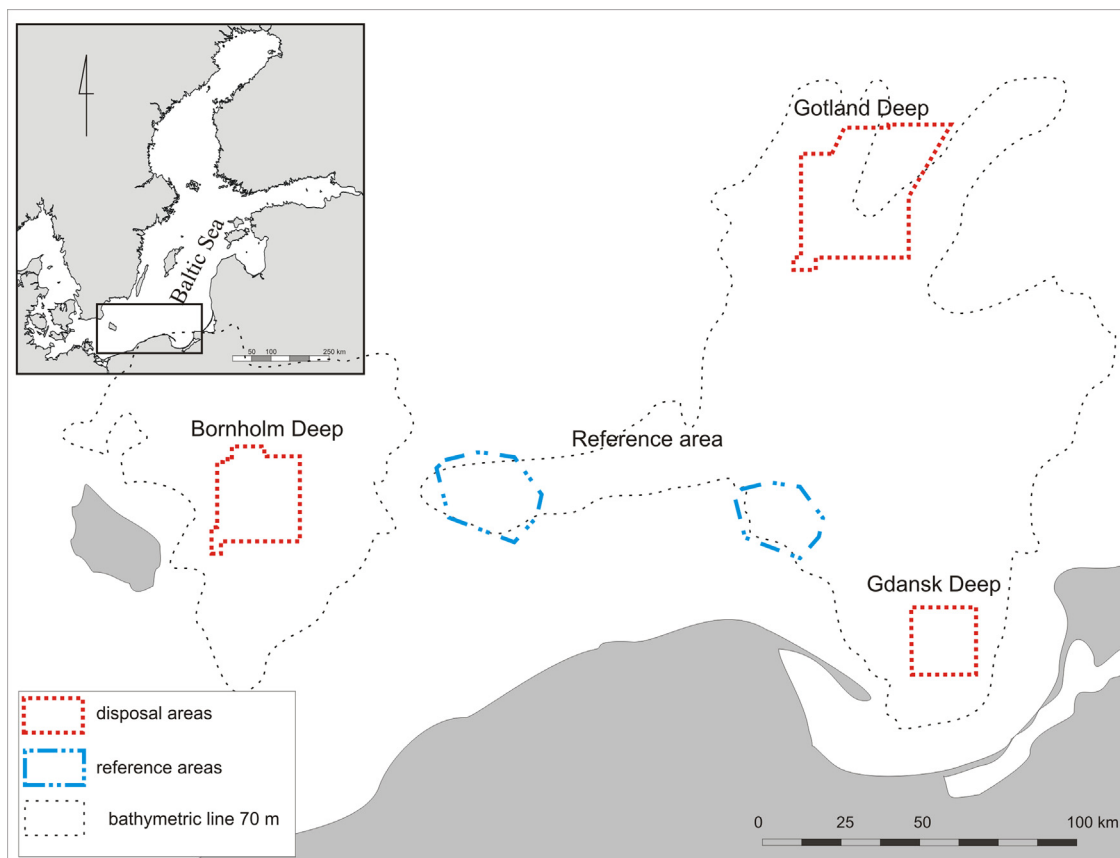 Gotland Deep
Baltic Sea
50 100 250 km
Bornholm Deep
Reference area
Gdansk Deep
disposal areas
reference areas
bathymetric line 70 m
0 25 50 100 km